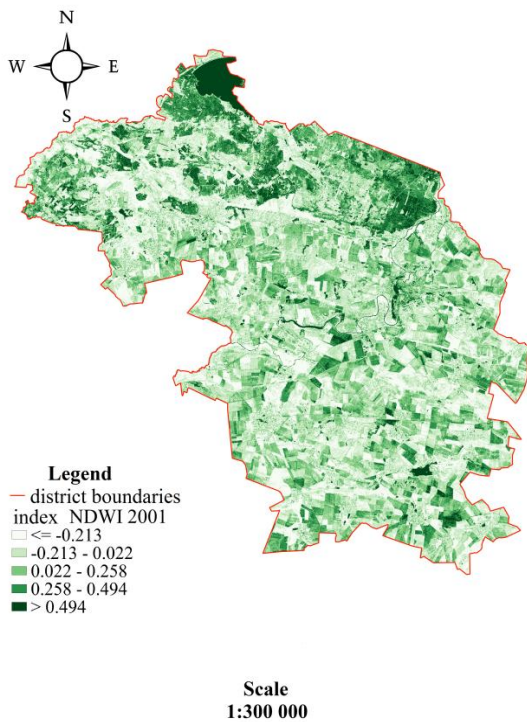 N
W E
S
Legend
district boundaries
index NDWI 2001
<= -0.213
-0.213 - 0.022
0.022 - 0.258
0.258 - 0.494
> 0.494
Scale
1:300 000